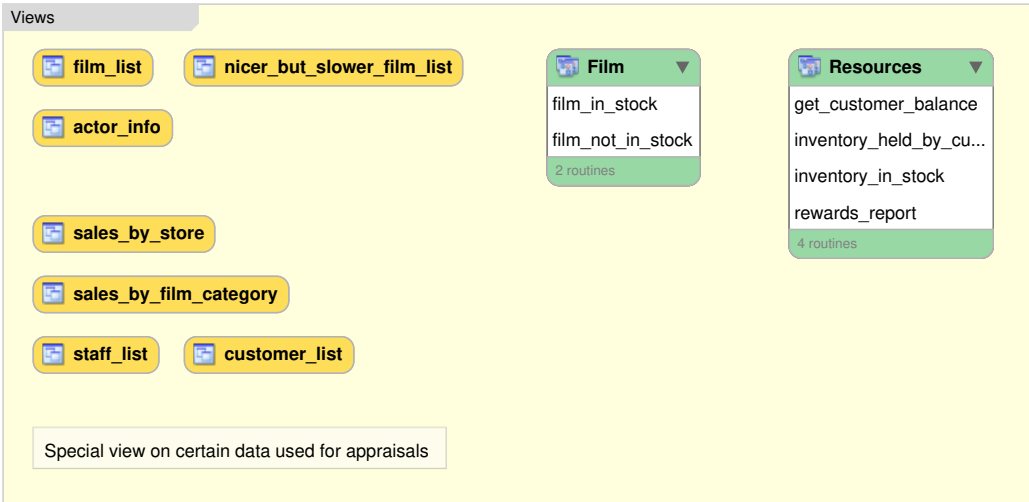 Views
film_list
nicer_but_slower_film_list
actor_info
sales_by_store
sales_by_film_category
staff_list
customer_list
Special view on certain data used for appraisals
Film
film_in_stock
film_not_in_stock
2 routines
Resources
get_customer_balance
inventory_held_by_cu...
inventory_in_stock
rewards_report
4 routines